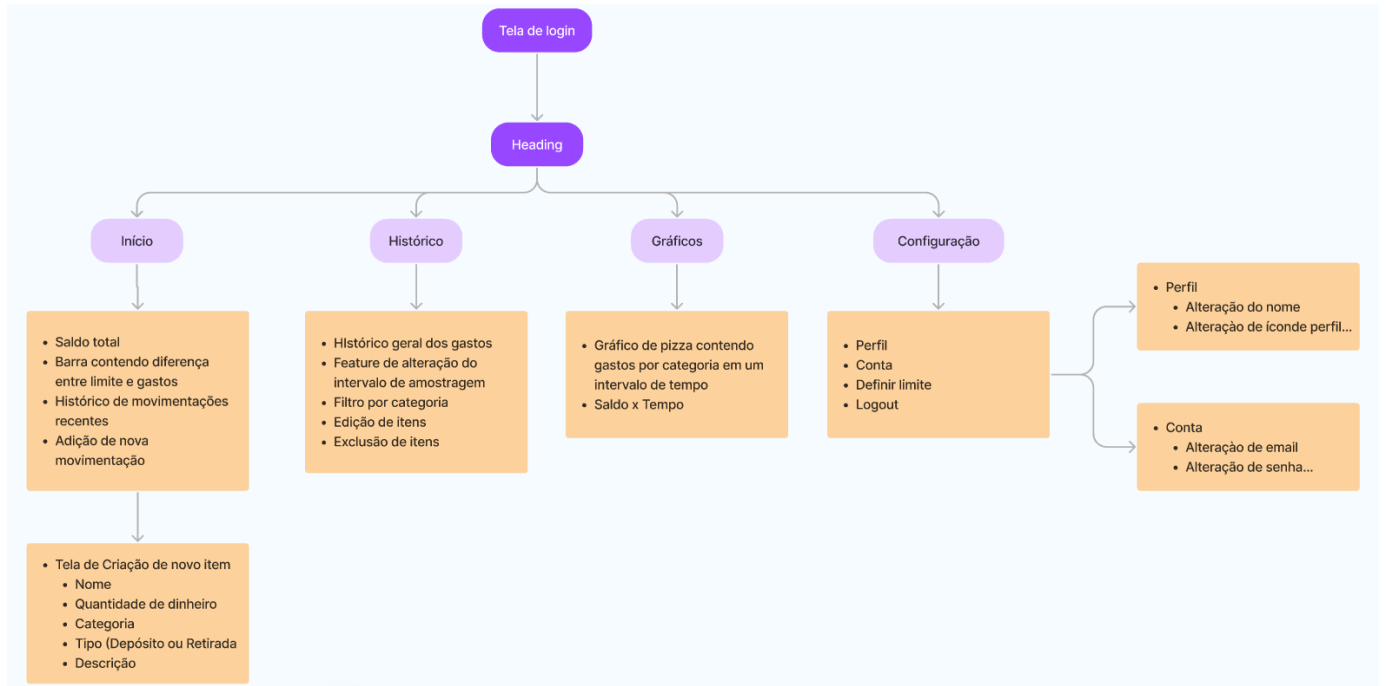 Tela de login
Heading
Início
Histórico
Gráficos
Configuração
Saldo total
Barra contendo diferença
entre limite e gastos
Histórico de movimentações
recentes
Adição de nova
movimentação
HIstórico geral dos gastos
Feature de alteração do
intervalo de amostragem
Filtro por categoria
Edição de itens
Exclusão de itens
Gráfico de pizza contendo
gastos por categoria em um
intervalo de tempo
Saldo x Tempo
Perfil
Conta
Definir limite
Logout
Perfil
Alteração do nome
Alteraçào de íconde perfil...
Conta
Alteraçào de email
Alteração de senha...
Tela de Criação de novo item
Nome
Quantidade de dinheiro
Categoria
Tipo (Depósito ou Retirada
Descrição